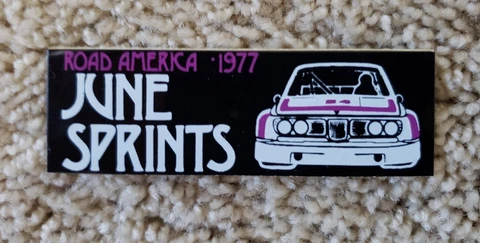 ROAD AMERICA · 1977
JUNE
SPRINTS